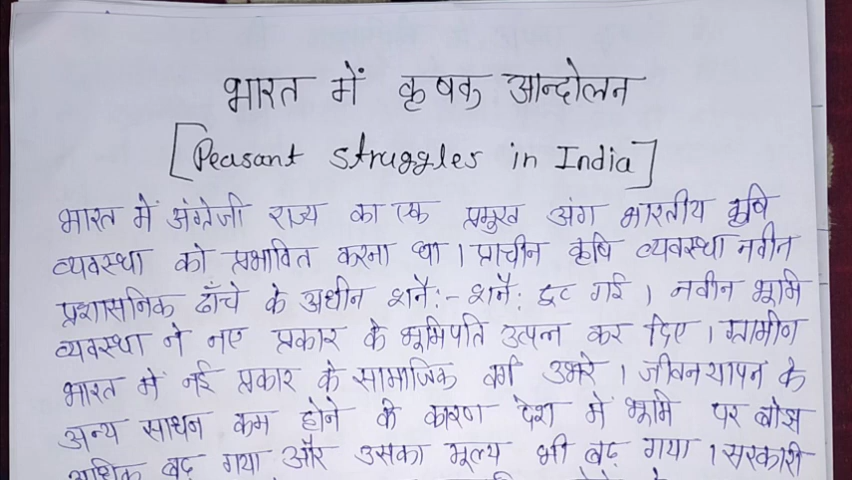 भारत में कृषक आन्दोलन
[Peasant struggles in India]
भारत में अंग्रेजी राज्य का एक प्रमुख अंग भारतीय कृषि
व्यवस्था को प्रभावित करना था । प्राचीन कृषि व्यवस्था नवीन
प्रशासनिक ढाँचे के अधीन शनै:- शनै: टूट गई । नवीन भूमि
व्यवस्था ने नए प्रकार के भूमिपति उत्पन्न कर दिए । ग्रामीण
भारत में नई प्रकार के सामाजिक वर्ग उभरे । जीवनयापन के
अन्य साधन कम होने के कारण देश में भूमि पर बोझ
अधिक बढ़ गया और उसका मूल्य भी बढ़ गया । सरकारी